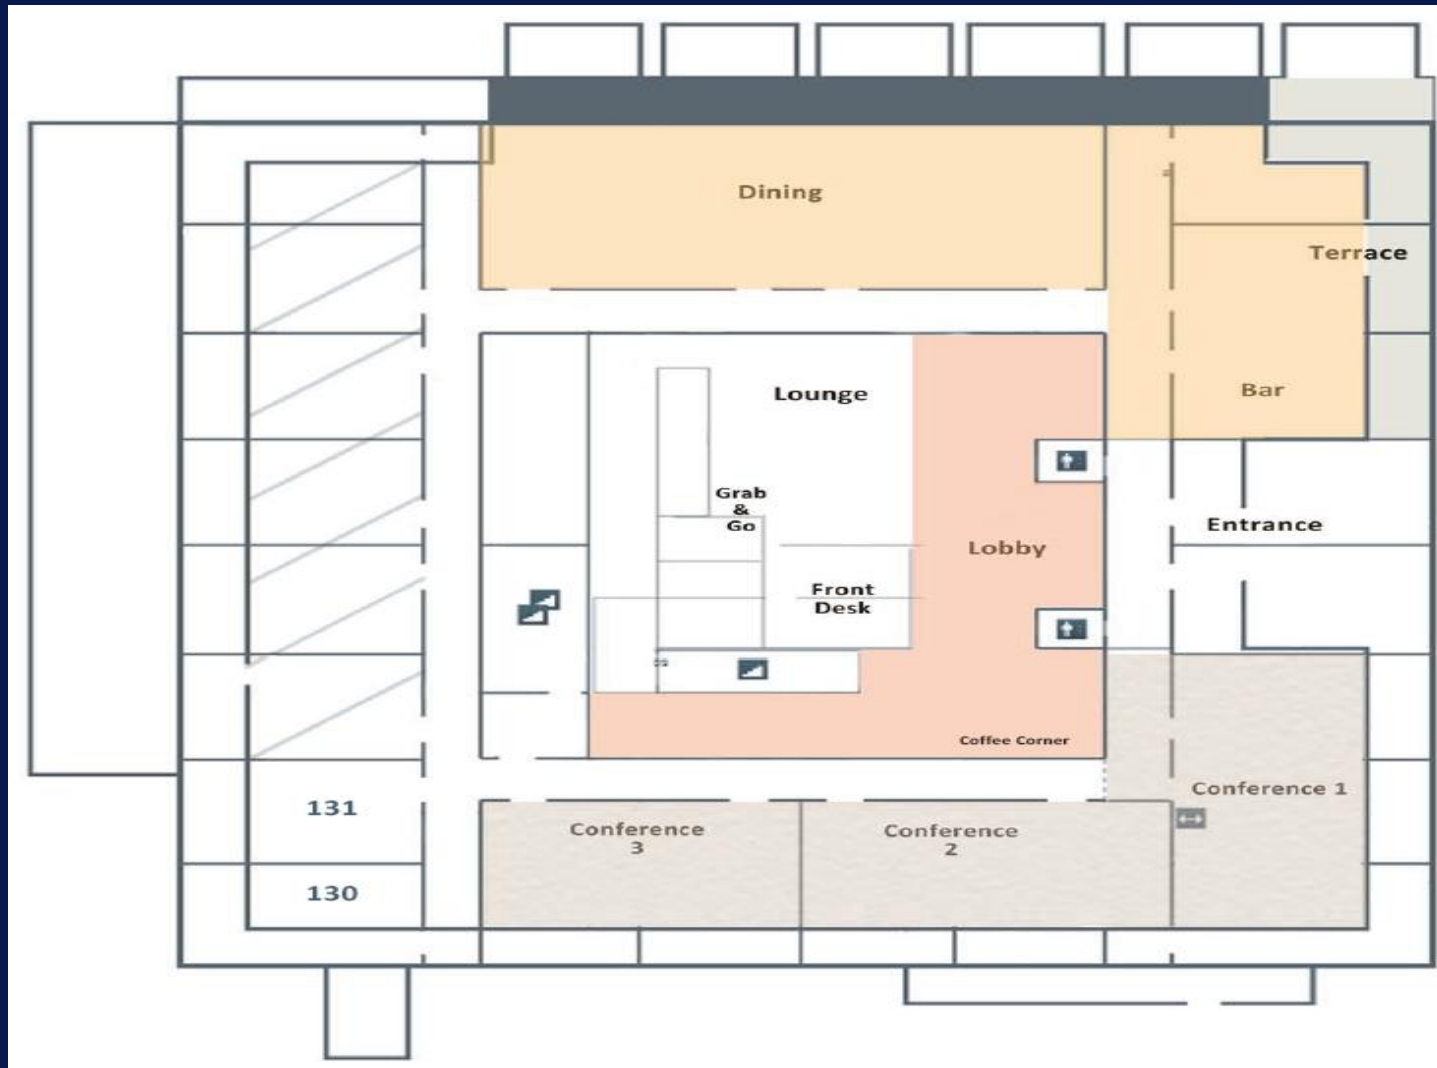 Dining
Terrace
Bar
Lounge
Grab
&
Go
Entrance
Lobby
Front
Desk
Coffee Corner
Conference 1
131
Conference
3
Conference
2
130